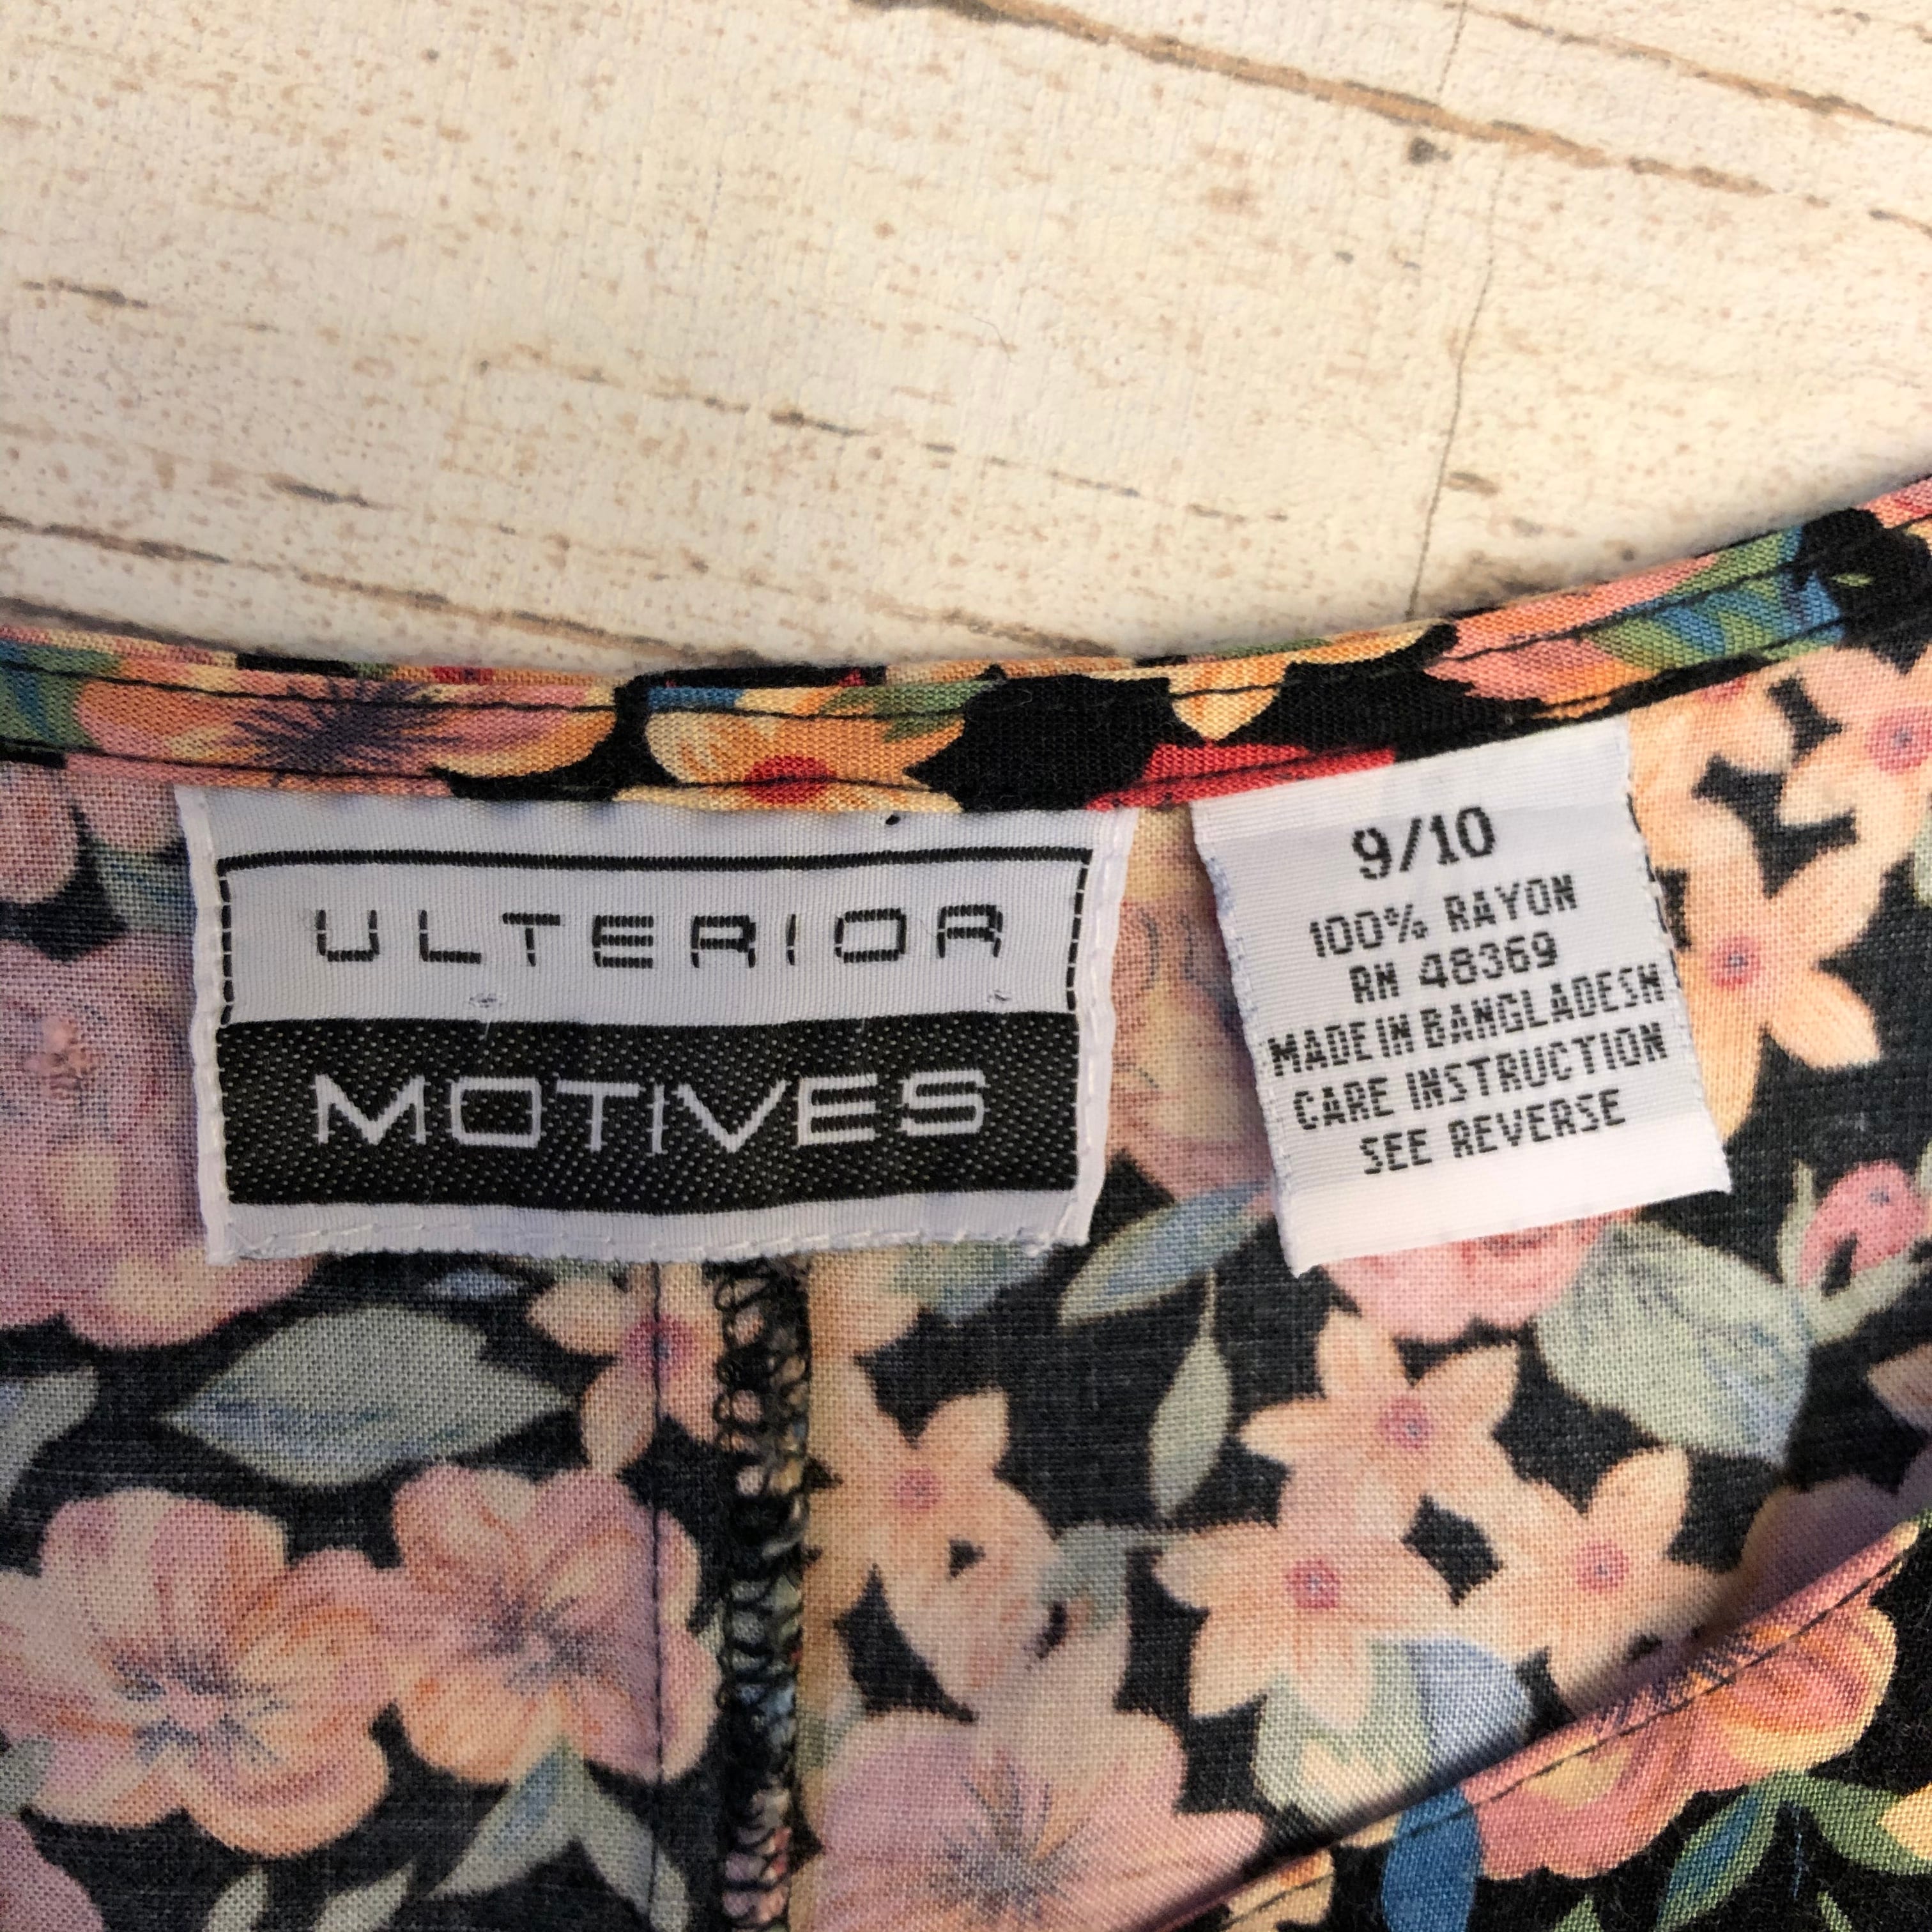 ULTERIOR
MOTIVES
9/10
100% RAYON
RN 48369
MADE IN BANGLADESH
CARE INSTRUCTION
SEE REVERSE